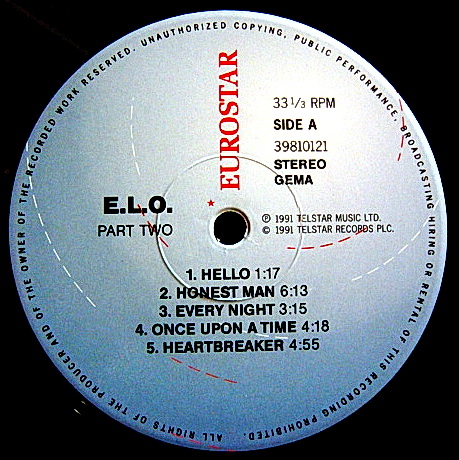 ALL RIGHTS OF THE PRODUCER AND OF THE OWNER OF THE RECORDED WORK RESERVED. UNAUTHORIZED COPYING, PUBLIC PERFORMANCE, BROADCASTING HIRING OR RENTAL OF THIS RECORDING PROHIBITED.
EUROSTAR
33 1/3 RPM
SIDE A
39810121
STEREO
GEMA
E.L.O.
PART TWO
℗ 1991 TELSTAR MUSIC LTD.
© 1991 TELSTAR RECORDS PLC.
1. HELLO 1:17
2. HONEST MAN 6:13
3. EVERY NIGHT 3:15
4. ONCE UPON A TIME 4:18
5. HEARTBREAKER 4:55